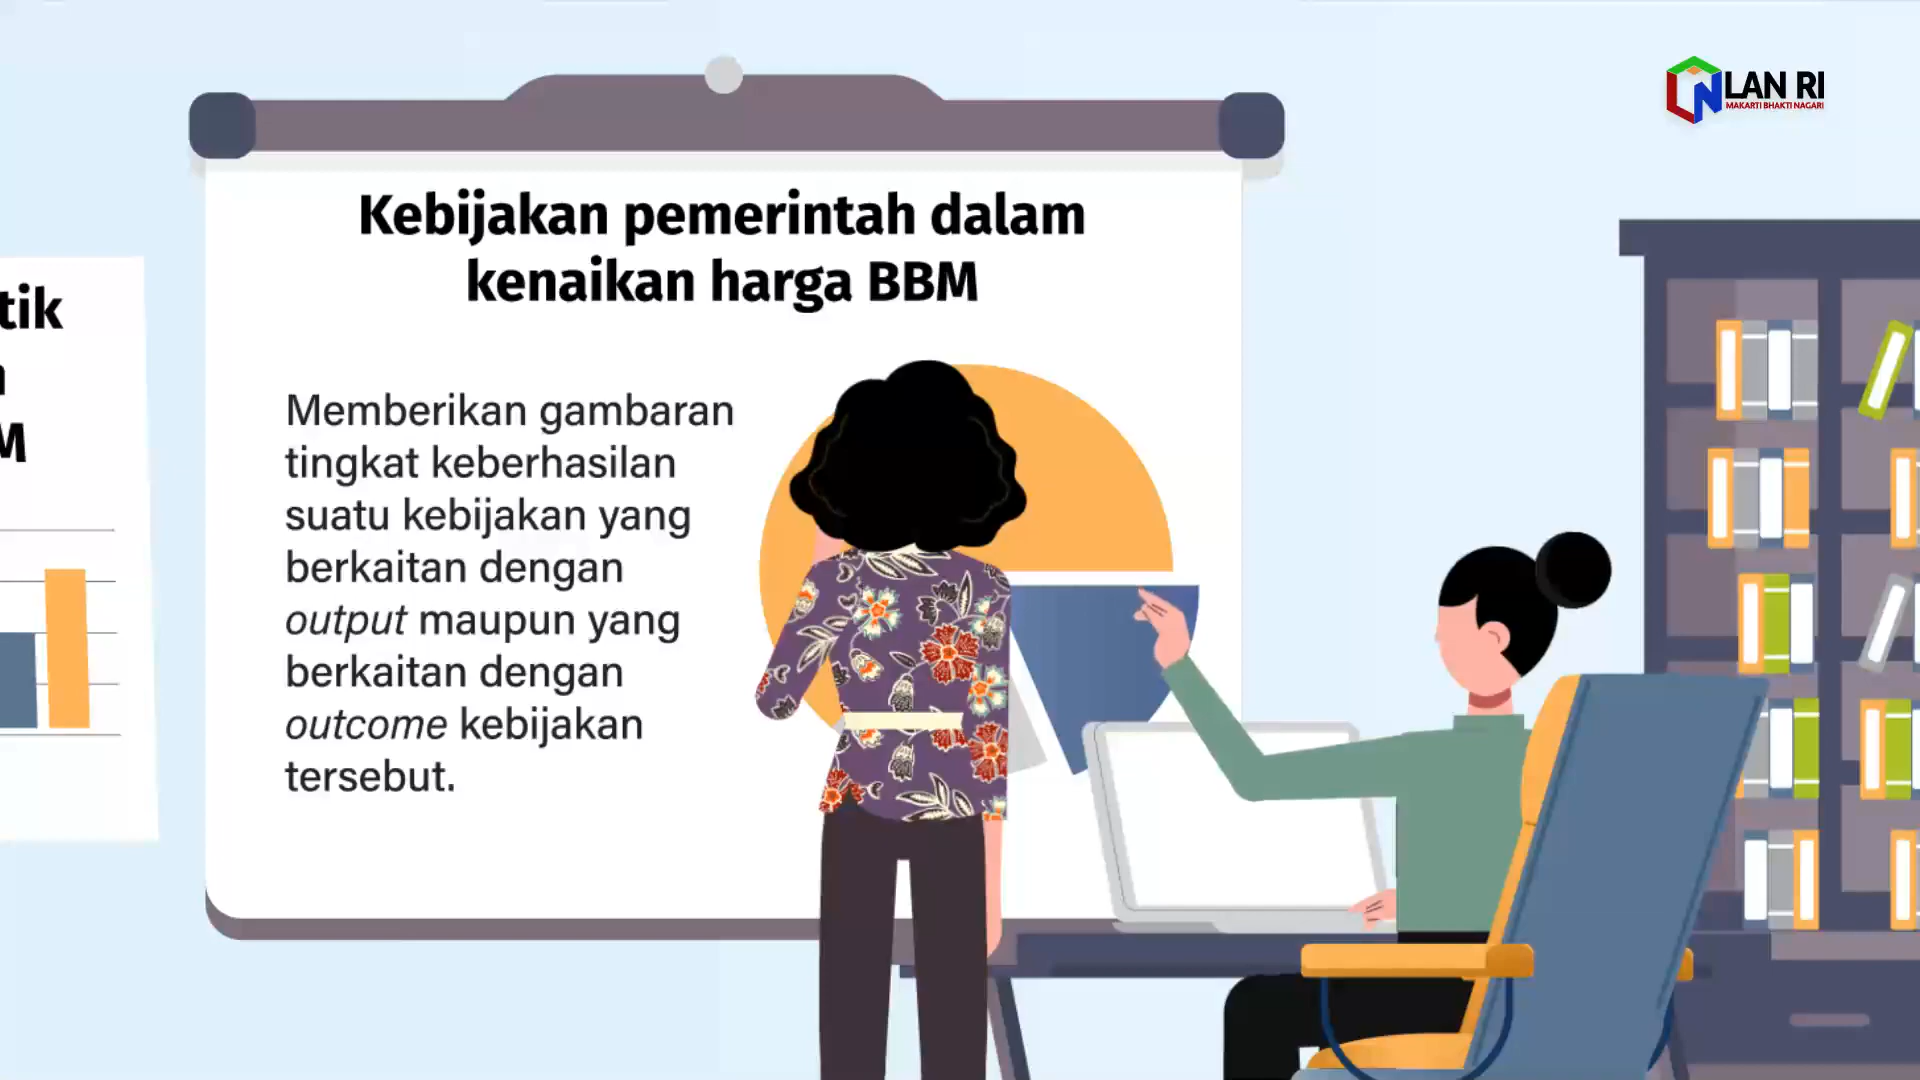 LAN RI
MAKARTI BHAKTI NAGARI
Kebijakan pemerintah dalam
kenaikan harga BBM
tik
M
Memberikan gambaran
tingkat keberhasilan
suatu kebijakan yang
berkaitan dengan
output maupun yang
berkaitan dengan
outcome kebijakan
tersebut.